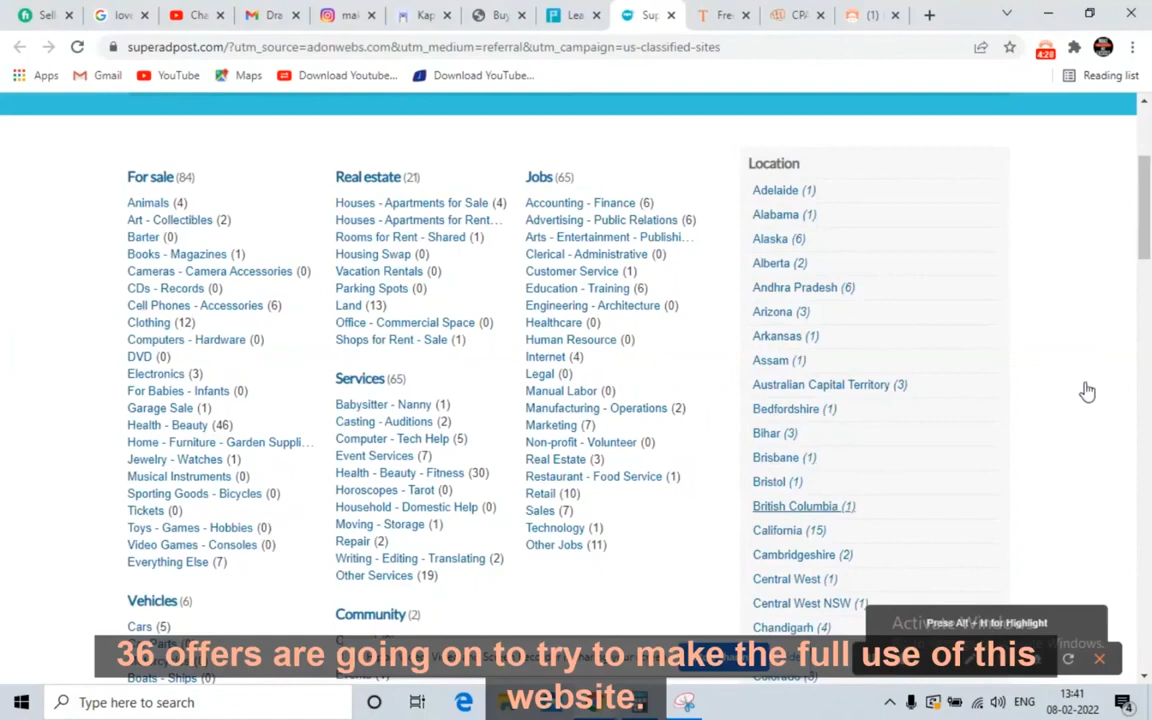 Sell
love
Cha
Dra
mal
Kap
Buy
Lea
Sup
Fre
CPA
(1)
superadpost.com/?utm_source=adonwebs.com&utm_medium=referral&utm_campaign=us-classified-sites
4:20
Apps Gmail YouTube Maps Download Youtube... Download YouTube... Reading list
For sale (84)
Animals (4)
Art - Collectibles (2)
Barter (0)
Books - Magazines (1)
Cameras - Camera Accessories (0)
CDs - Records (0)
Cell Phones - Accessories (6)
Clothing (12)
Computers - Hardware (0)
DVD (0)
Electronics (3)
For Babies - Infants (0)
Garage Sale (1)
Health - Beauty (46)
Home - Furniture - Garden Suppli...
Jewelry - Watches (1)
Musical Instruments (0)
Sporting Goods - Bicycles (0)
Tickets (0)
Toys - Games - Hobbies (0)
Video Games - Consoles (0)
Everything Else (7)
Vehicles (6)
Cars (5)
Boats - Ships (0)
Real estate (21)
Houses - Apartments for Sale (4)
Houses - Apartments for Rent...
Rooms for Rent - Shared (1)
Housing Swap (0)
Vacation Rentals (0)
Parking Spots (0)
Land (13)
Office - Commercial Space (0)
Shops for Rent - Sale (1)
Services (65)
Babysitter - Nanny (1)
Casting - Auditions (2)
Computer - Tech Help (5)
Event Services (7)
Health - Beauty - Fitness (30)
Horoscopes - Tarot (0)
Household - Domestic Help (0)
Moving - Storage (1)
Repair (2)
Writing - Editing - Translating (2)
Other Services (19)
Community (2)
Jobs (65)
Accounting - Finance (6)
Advertising - Public Relations (6)
Arts - Entertainment - Publishi...
Clerical - Administrative (0)
Customer Service (1)
Education - Training (6)
Engineering - Architecture (0)
Healthcare (0)
Human Resource (0)
Internet (4)
Legal (0)
Manual Labor (0)
Manufacturing - Operations (2)
Marketing (7)
Non-profit - Volunteer (0)
Real Estate (3)
Restaurant - Food Service (1)
Retail (10)
Sales (7)
Technology (1)
Other Jobs (11)
Location
Adelaide (1)
Alabama (1)
Alaska (6)
Alberta (2)
Andhra Pradesh (6)
Arizona (3)
Arkansas (1)
Assam (1)
Australian Capital Territory (3)
Bedfordshire (1)
Bihar (3)
Brisbane (1)
Bristol (1)
British Columbia (1)
California (15)
Cambridgeshire (2)
Central West (1)
Central West NSW (1)
Chandigarh (4)
Press Alt + H for Highlight
36 offers are going on to try to make the full use of this
website.
Type here to search
ENG
13:41
08-02-2022
4